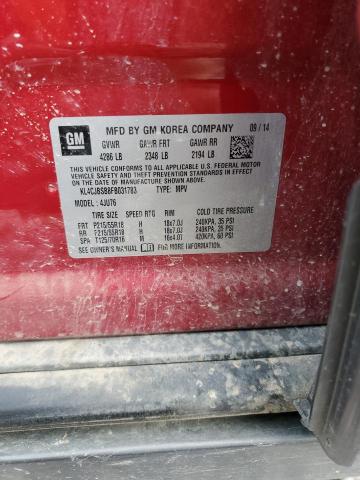 GM MFD BY GM KOREA COMPANY 09/14
GVWR GAWR FRT GAWR RR
4286 LB 2348 LB 2194 LB
THIS VEHICLE CONFORMS TO ALL APPLICABLE U.S. FEDERAL MOTOR
VEHICLE SAFETY AND THEFT PREVENTION STANDARDS IN EFFECT ON
THE DATE OF MANUFACTURE SHOWN ABOVE.
KL4CJBSB8FB031783 TYPE: MPV
MODEL: 4JU76
TIRE SIZE SPEED RTG RIM COLD TIRE PRESSURE
FRT P215/55R18 H 18x7.0J 240KPA, 35 PSI
RR P215/55R18 H 18x7.0J 240KPA, 35 PSI
SPA T125/70R16 M 16x4.0T 420KPA, 60 PSI
SEE OWNER'S MANUAL FOR MORE INFORMATION.